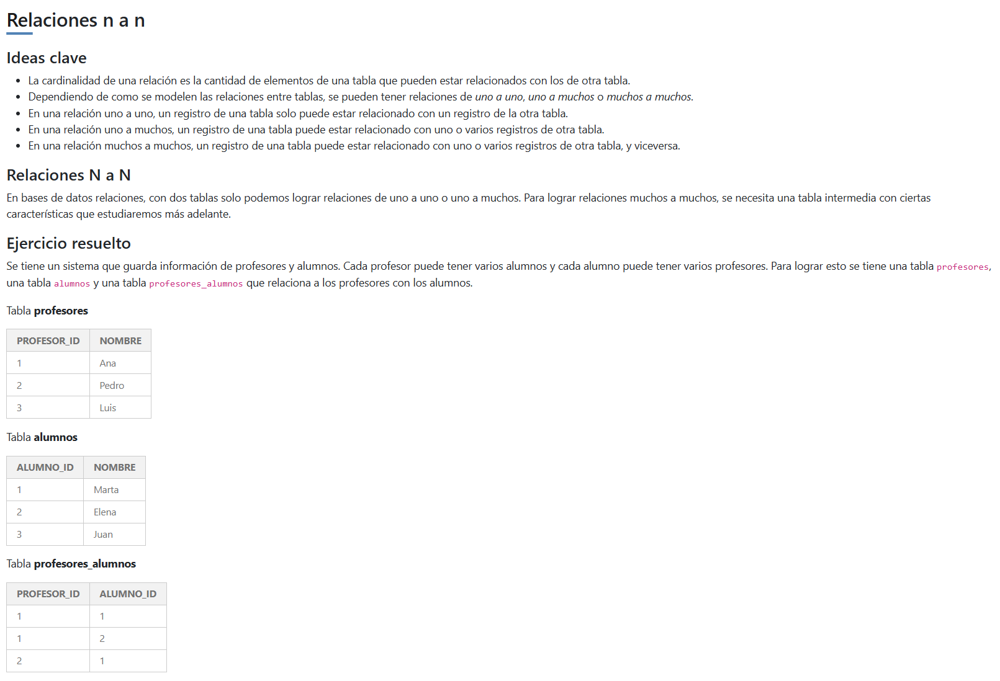 Relaciones n a n
Ideas clave
La cardinalidad de una relación es la cantidad de elementos de una tabla que pueden estar relacionados con los de otra tabla.
Dependiendo de como se modelen las relaciones entre tablas, se pueden tener relaciones de uno a uno, uno a muchos o muchos a muchos.
En una relación uno a uno, un registro de una tabla solo puede estar relacionado con un registro de la otra tabla.
En una relación uno a muchos, un registro de una tabla puede estar relacionado con uno o varios registros de otra tabla.
En una relación muchos a muchos, un registro de una tabla puede estar relacionado con uno o varios registros de otra tabla, y viceversa.
Relaciones N a N
En bases de datos relaciones, con dos tablas solo podemos lograr relaciones de uno a uno o uno a muchos. Para lograr relaciones muchos a muchos, se necesita una tabla intermedia con ciertas
características que estudiaremos más adelante.
Ejercicio resuelto
Se tiene un sistema que guarda información de profesores y alumnos. Cada profesor puede tener varios alumnos y cada alumno puede tener varios profesores. Para lograr esto se tiene una tabla profesores,
una tabla alumnos y una tabla profesores_alumnos que relaciona a los profesores con los alumnos.
Tabla profesores
PROFESOR_ID NOMBRE
1 Ana
2 Pedro
3 Luis
Tabla alumnos
ALUMNO_ID NOMBRE
1 Marta
2 Elena
3 Juan
Tabla profesores_alumnos
PROFESOR_ID ALUMNO_ID
1 1
1 2
2 1